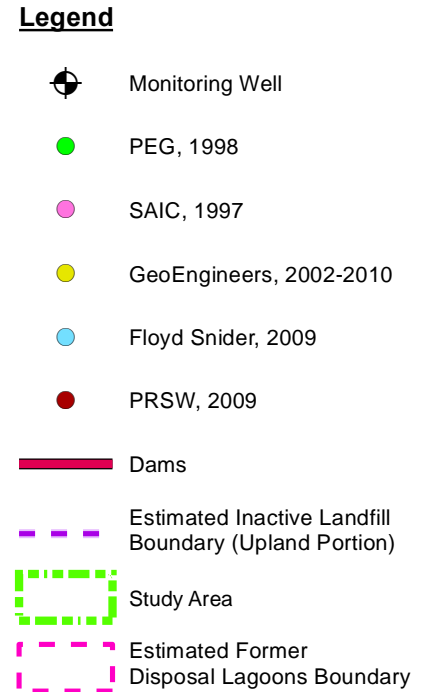 Legend
Monitoring Well
PEG, 1998
SAIC, 1997
GeoEngineers, 2002-2010
Floyd Snider, 2009
PRSW, 2009
Dams
Estimated Inactive Landfill
Boundary (Upland Portion)
Study Area
Estimated Former
Disposal Lagoons Boundary